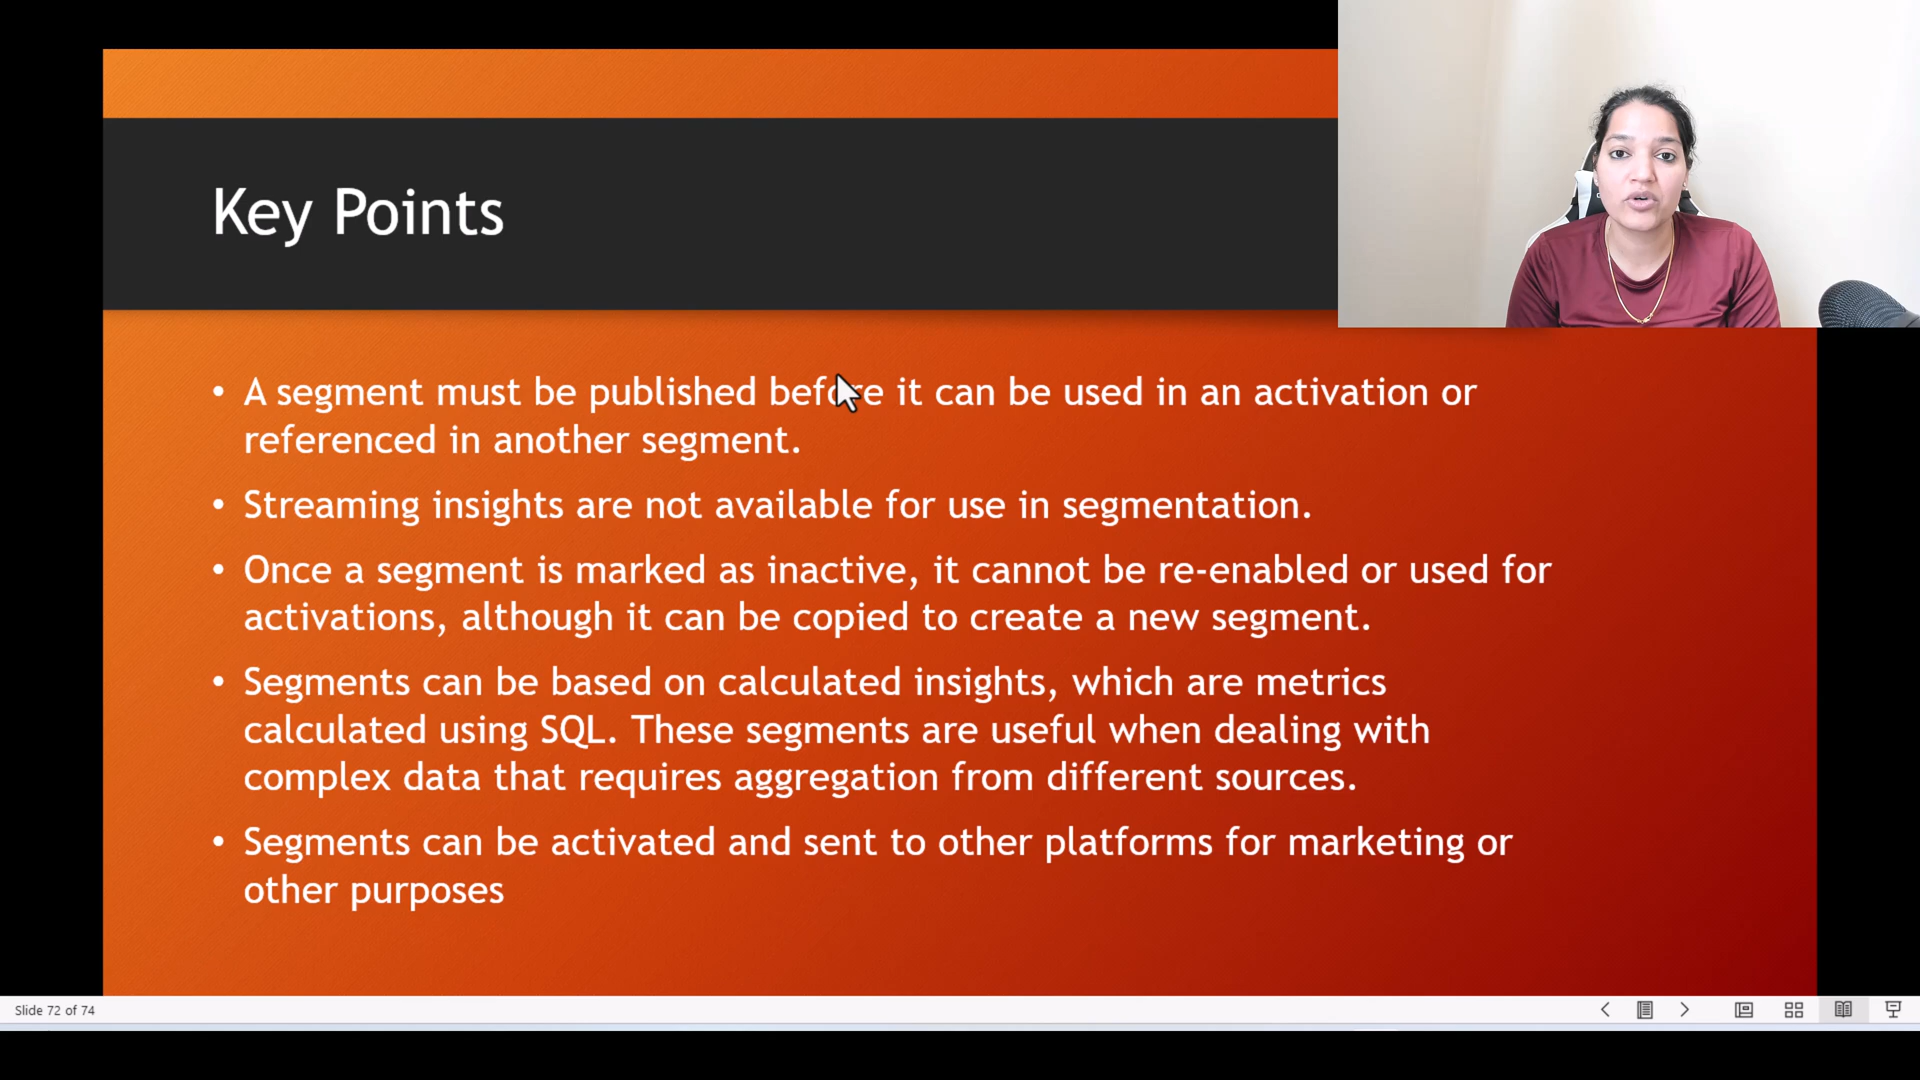 Key Points
• A segment must be published before it can be used in an activation or
referenced in another segment.
• Streaming insights are not available for use in segmentation.
• Once a segment is marked as inactive, it cannot be re-enabled or used for
activations, although it can be copied to create a new segment.
• Segments can be based on calculated insights, which are metrics
calculated using SQL. These segments are useful when dealing with
complex data that requires aggregation from different sources.
• Segments can be activated and sent to other platforms for marketing or
other purposes
Slide 72 of 74